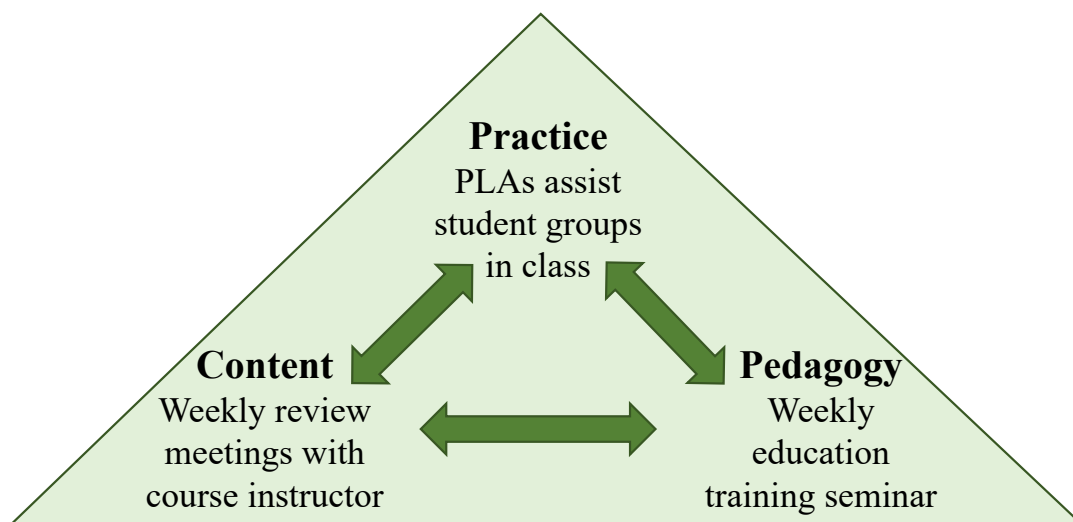 Practice
PLAs assist
student groups
in class
Content
Weekly review
meetings with
course instructor
Pedagogy
Weekly
education
training seminar